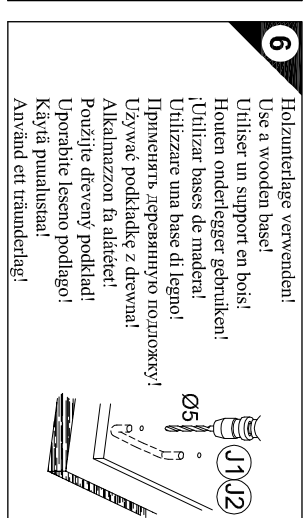 6
Holzunterlage verwenden!
Use a wooden base!
Utiliser un support en bois!
Houten onderlegger gebruiken!
¡Utilizar bases de madera!
Utilizzare una base di legno!
Применять деревянную подложку!
Używać podkładkę z drewna!
Alkalmazzon fa alátétet!
Použijte dřevený podklad!
Uporabite leseno podlago!
Käytä puualustaa!
Använd ett träunderlag!
J1 J2
Ø5